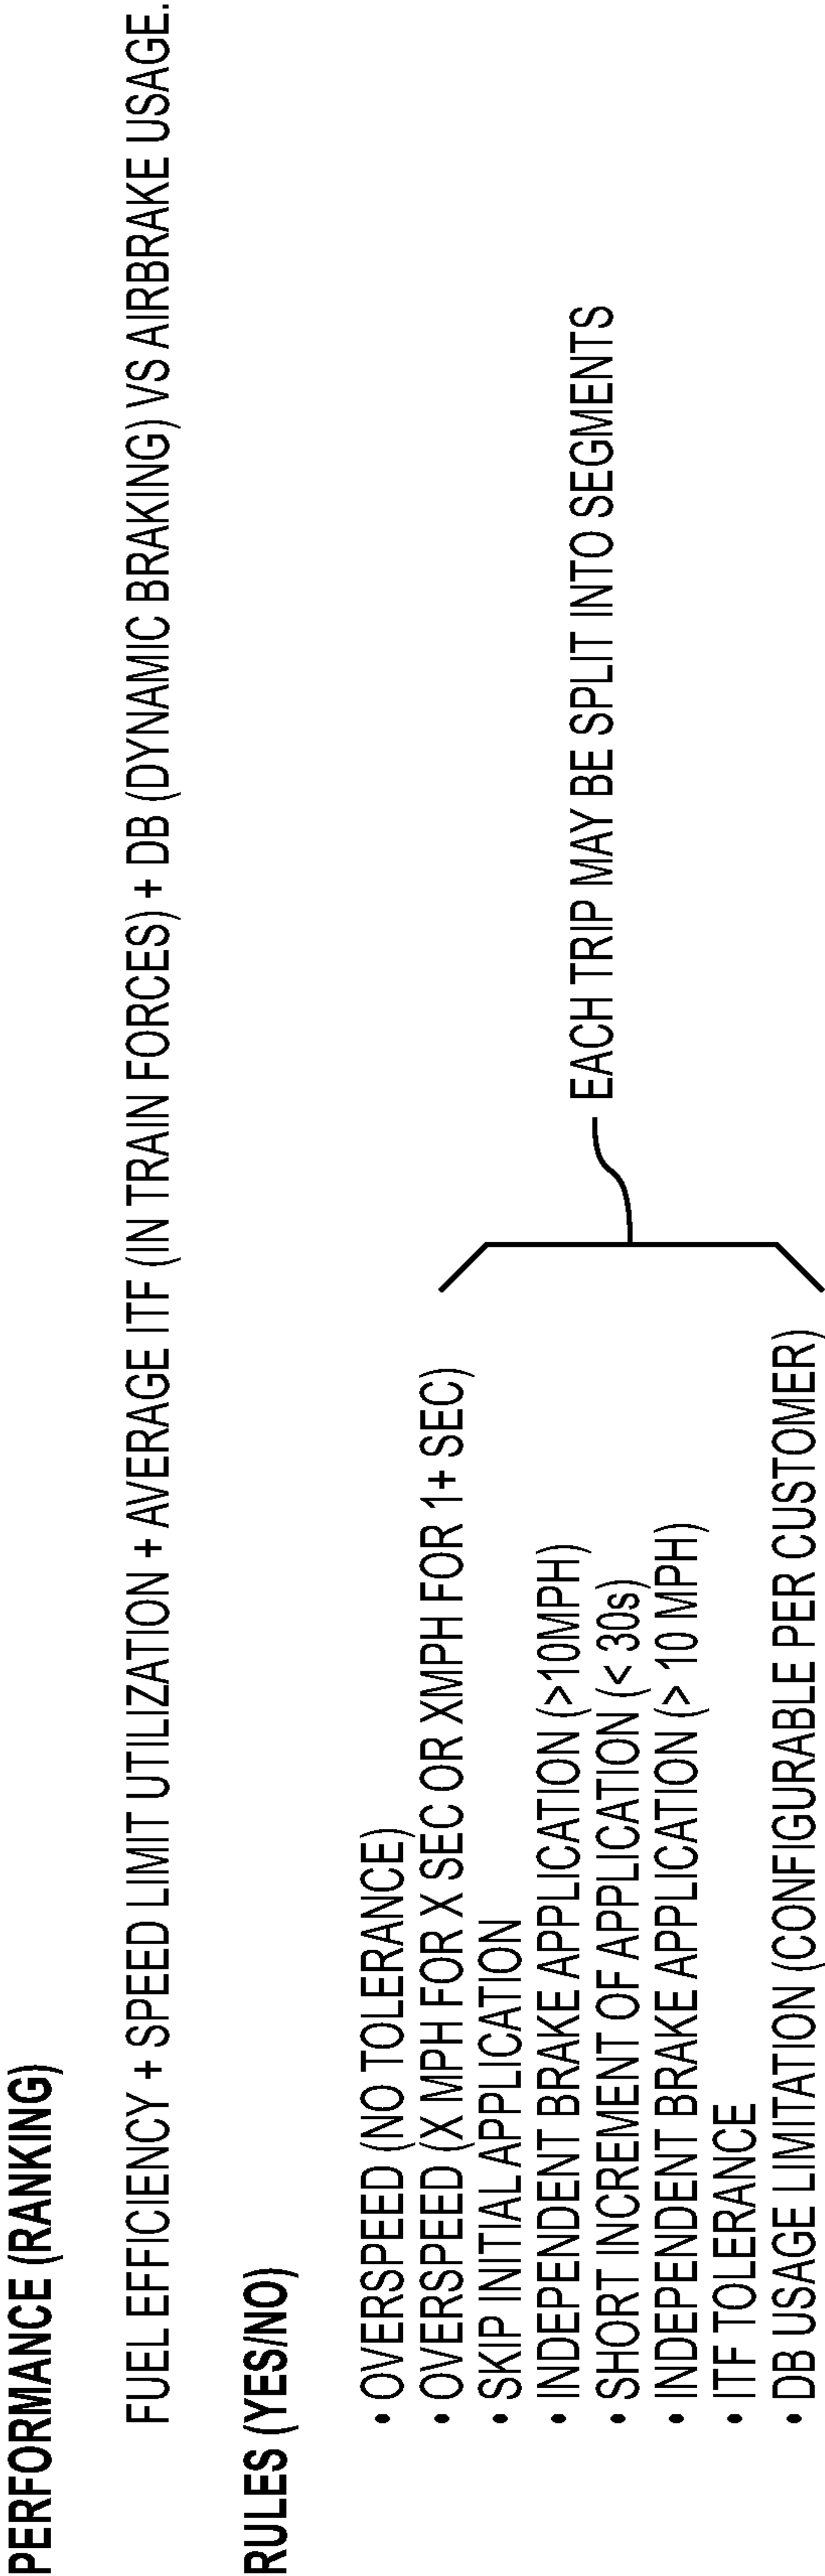 PERFORMANCE (RANKING)
FUEL EFFICIENCY + SPEED LIMIT UTILIZATION + AVERAGE ITF (IN TRAIN FORCES) + DB (DYNAMIC BRAKING) VS AIRBRAKE USAGE.
RULES (YES/NO)
• OVERSPEED (NO TOLERANCE)
• OVERSPEED (X MPH FOR X SEC OR XMPH FOR 1+ SEC)
• SKIP INITIAL APPLICATION
• INDEPENDENT BRAKE APPLICATION (>10MPH)
• SHORT INCREMENT OF APPLICATION (< 30s)
• INDEPENDENT BRAKE APPLICATION (> 10 MPH)
• ITF TOLERANCE
• DB USAGE LIMITATION (CONFIGURABLE PER CUSTOMER)
EACH TRIP MAY BE SPLIT INTO SEGMENTS